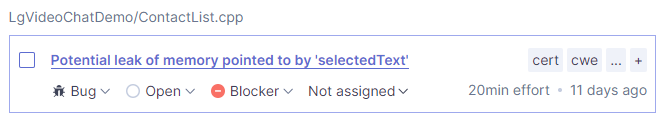 LgVideoChatDemo/ContactList.cpp
Potential leak of memory pointed to by 'selectedText' cert cwe ... +
Bug Open Blocker Not assigned 20min effort • 11 days ago